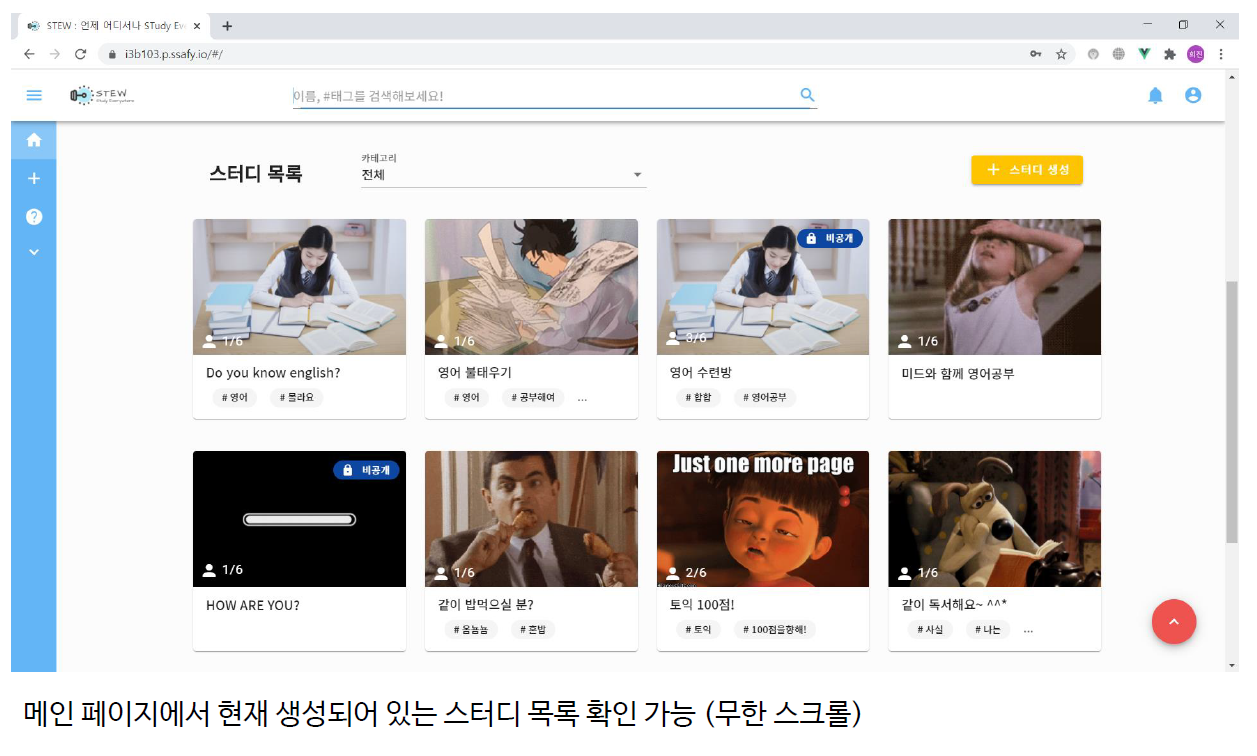 STEW : 언제 어디서나 STudy Ev
i3b103.p.ssafy.io/#/
희진
STEW
Study Everywhere
이름, #태그를 검색해보세요!
스터디 목록
카테고리
전체
스터디 생성
1/6
Do you know english?
# 영어 # 몰라요
1/6
영어 불태우기
# 영어 # 공부해여 ...
비공개
3/6
영어 수련방
# 합합 # 영어공부
1/6
미드와 함께 영어공부
비공개
1/6
HOW ARE YOU?
1/6
같이 밥먹으실 분?
# 옴뇸뇸 # 혼밥
Just one more page
2/6
토익 100점!
# 토익 # 100점을향해!
1/6
같이 독서해요~ ^^*
# 사실 # 나는 ...
메인 페이지에서 현재 생성되어 있는 스터디 목록 확인 가능 (무한 스크롤)